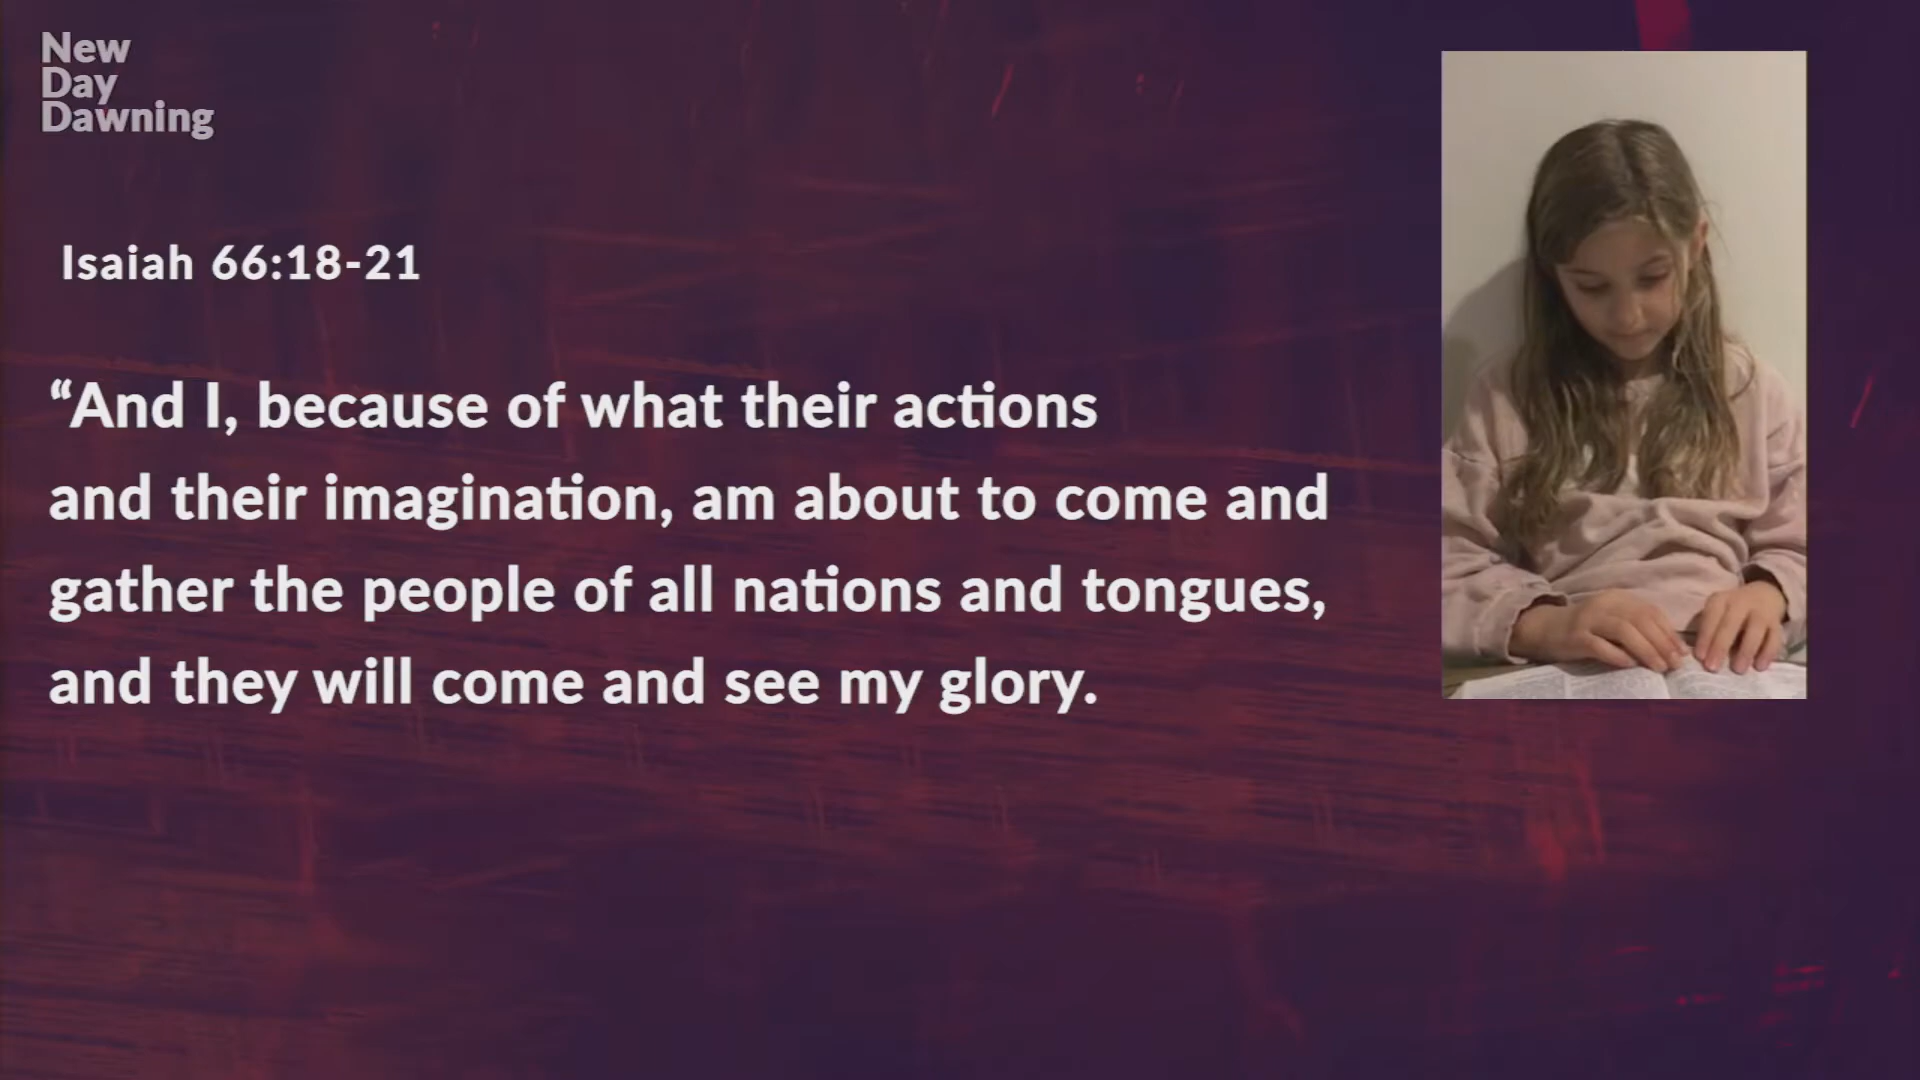 New
Day
Dawning
Isaiah 66:18-21
“And I, because of what their actions
and their imagination, am about to come and
gather the people of all nations and tongues,
and they will come and see my glory.